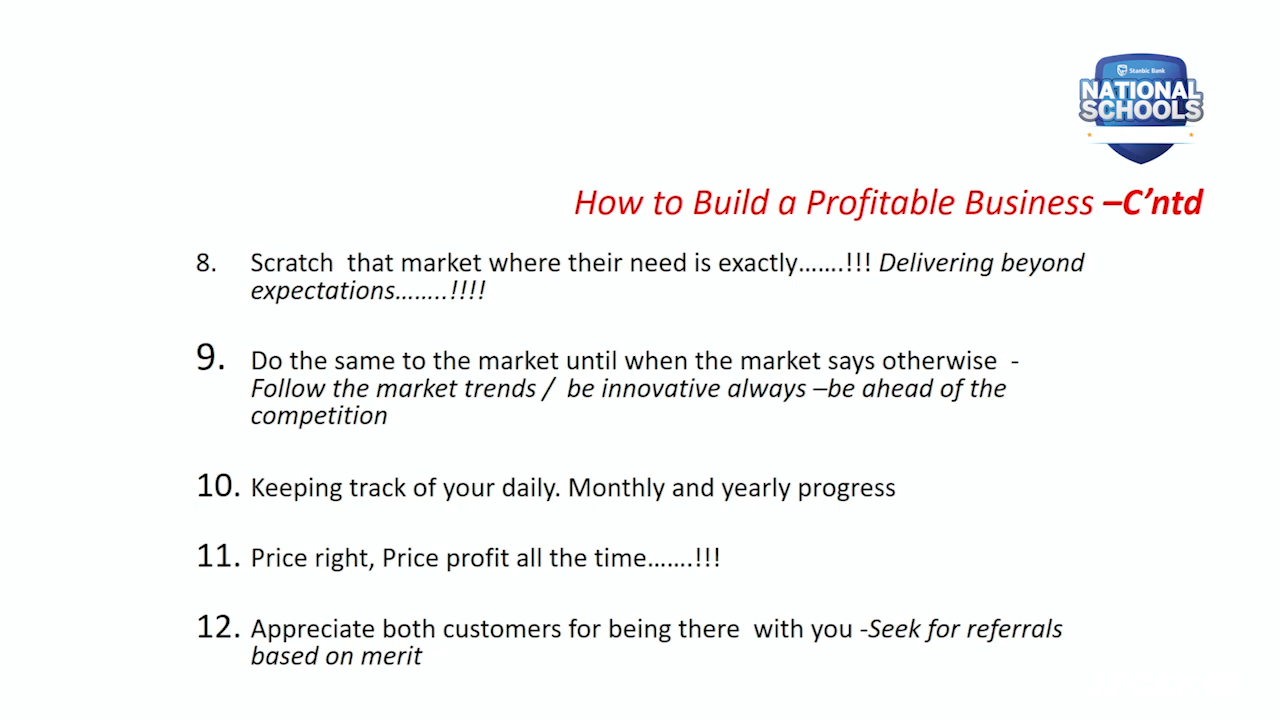 Stanbic Bank
NATIONAL
SCHOOLS
How to Build a Profitable Business –C’ntd
8. Scratch that market where their need is exactly…….!!! Delivering beyond
expectations……..!!!!
9. Do the same to the market until when the market says otherwise -
Follow the market trends / be innovative always –be ahead of the
competition
10. Keeping track of your daily. Monthly and yearly progress
11. Price right, Price profit all the time…….!!!
12. Appreciate both customers for being there with you -Seek for referrals
based on merit